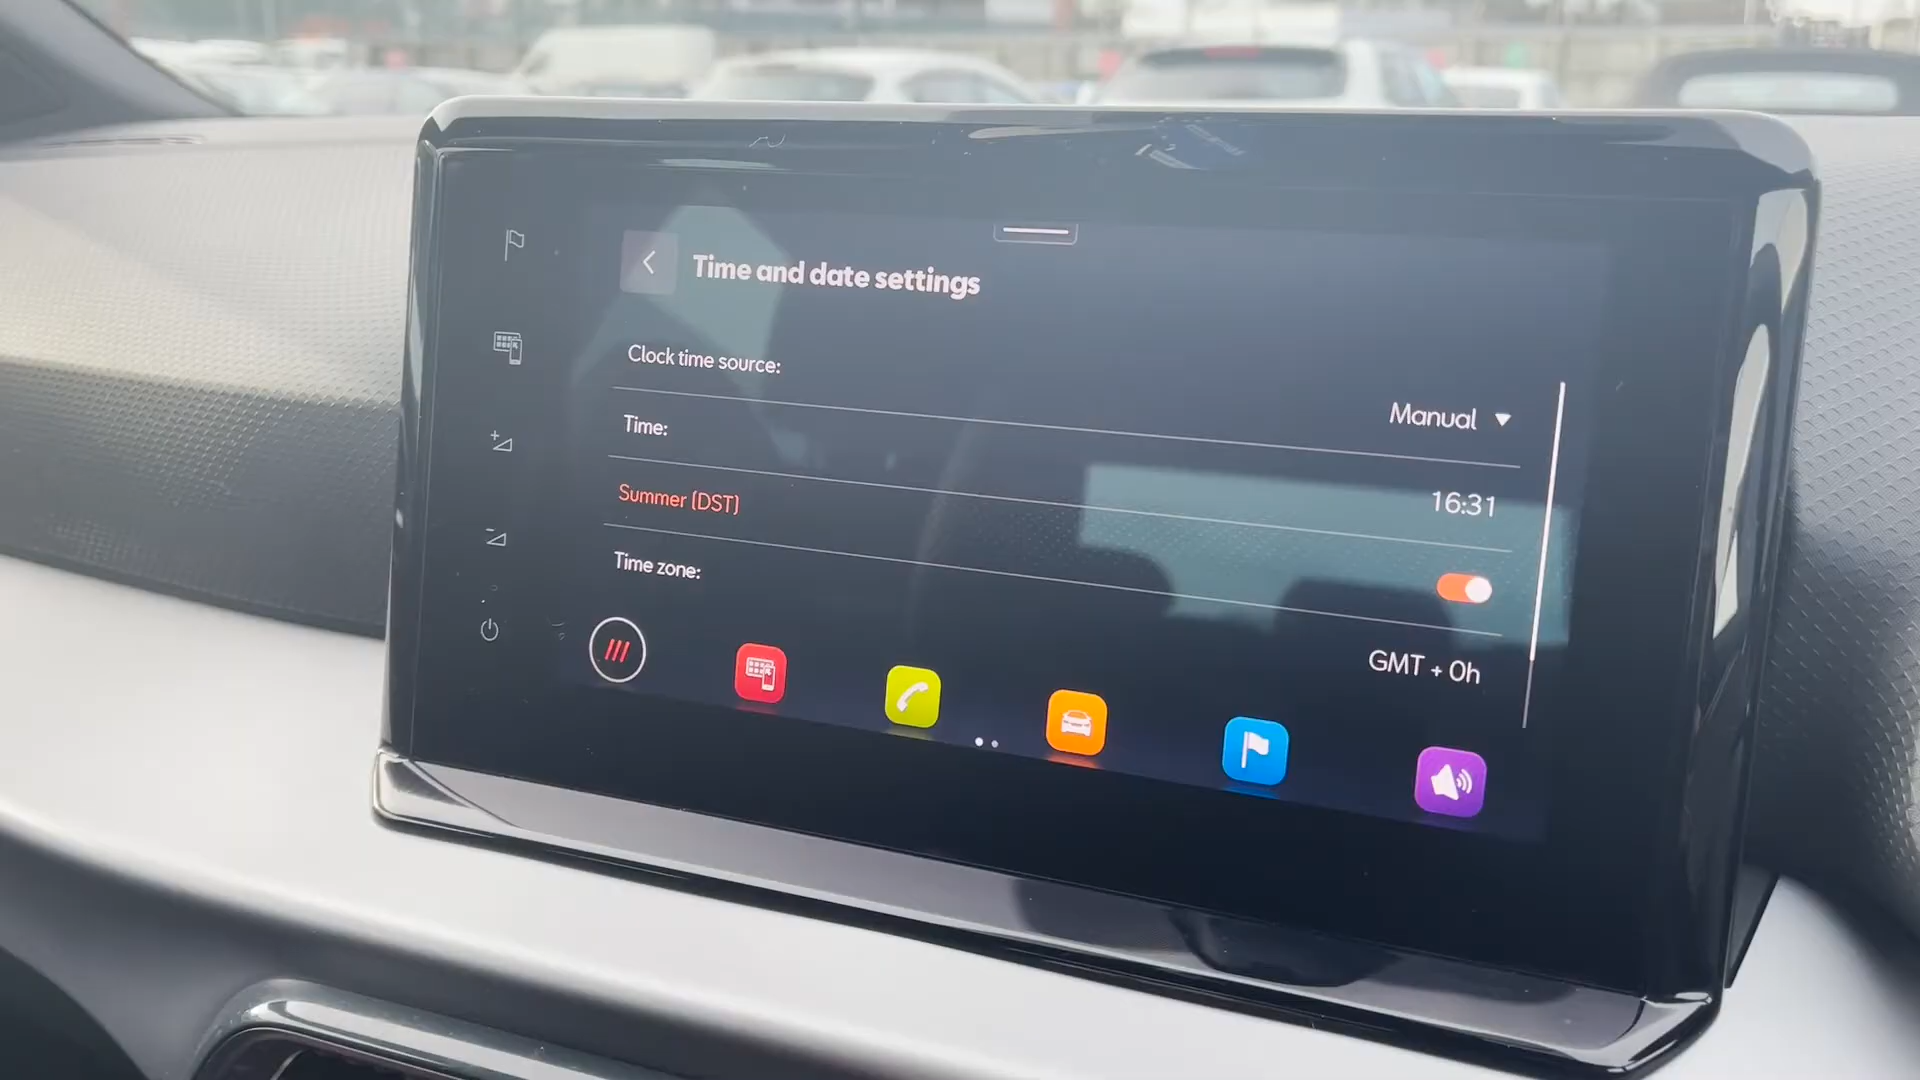 Time and date settings
Clock time source:
Manual
Time:
16:31
Summer (DST)
Time zone:
GMT + 0h